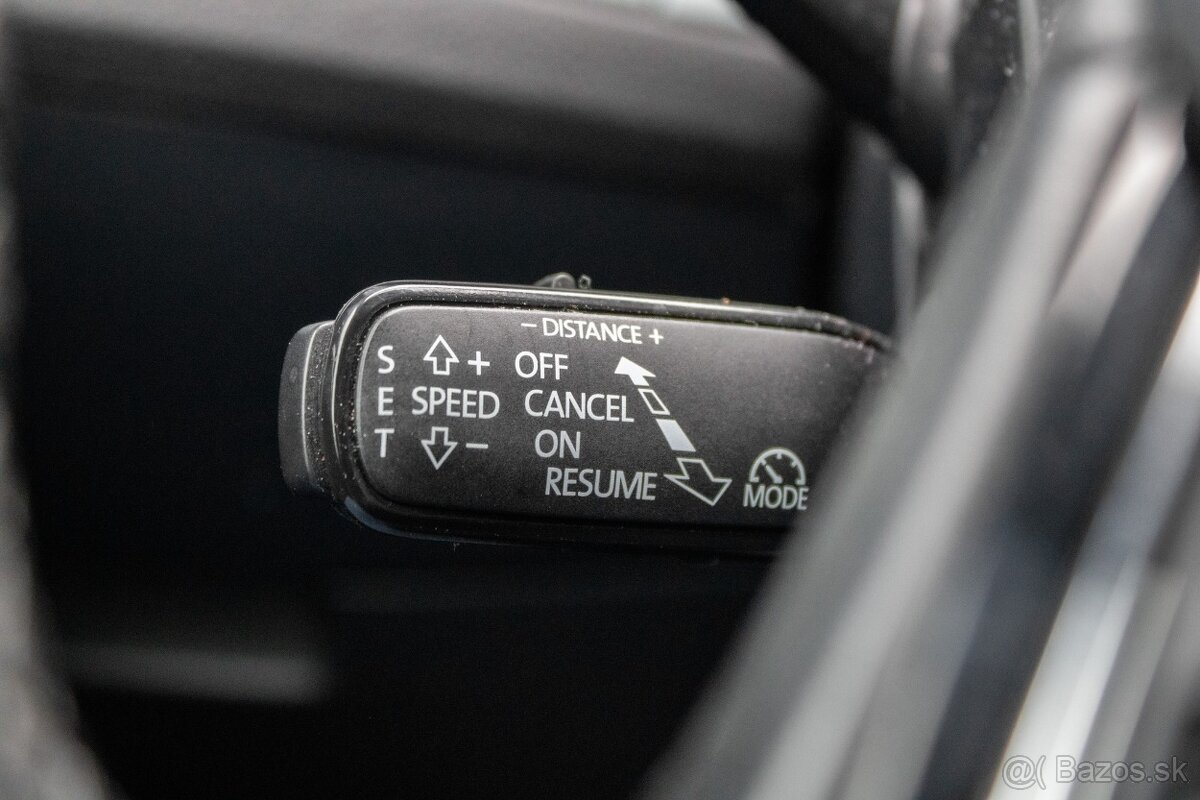 - DISTANCE +
S + OFF
E SPEED CANCEL
T - ON
RESUME
MODE
@( Bazos.sk